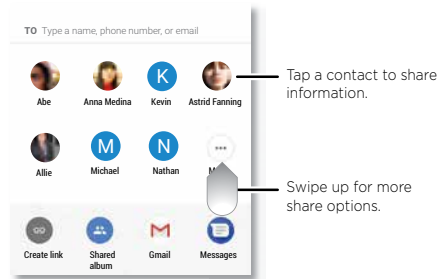 TO Type a name, phone number, or email
K
Abe Anna Medina Kevin Astrid Fanning
Tap a contact to share
information.
M N
Allie Michael Nathan
Swipe up for more
share options.
Create link Shared album Gmail Messages